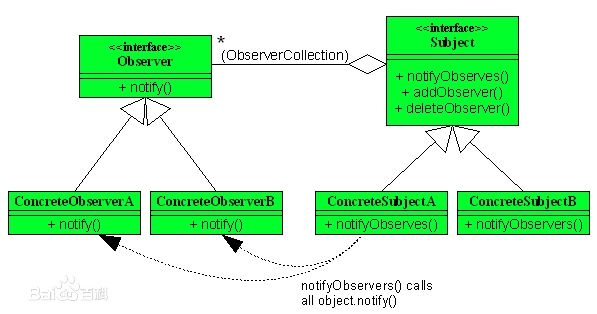 <<interface>>
Observer
+ notify()
*
(ObserverCollection)
<<interface>>
Subject
+ notifyObserves()
+ addObserver()
+ deleteObserver()
ConcreteObserverA
+ notify()
ConcreteObserverB
+ notify()
ConcreteSubjectA
+ notifyObserves()
ConcreteSubjectB
+ notifyObservers()
notifyObservers() calls
all object.notify()
Bai百科